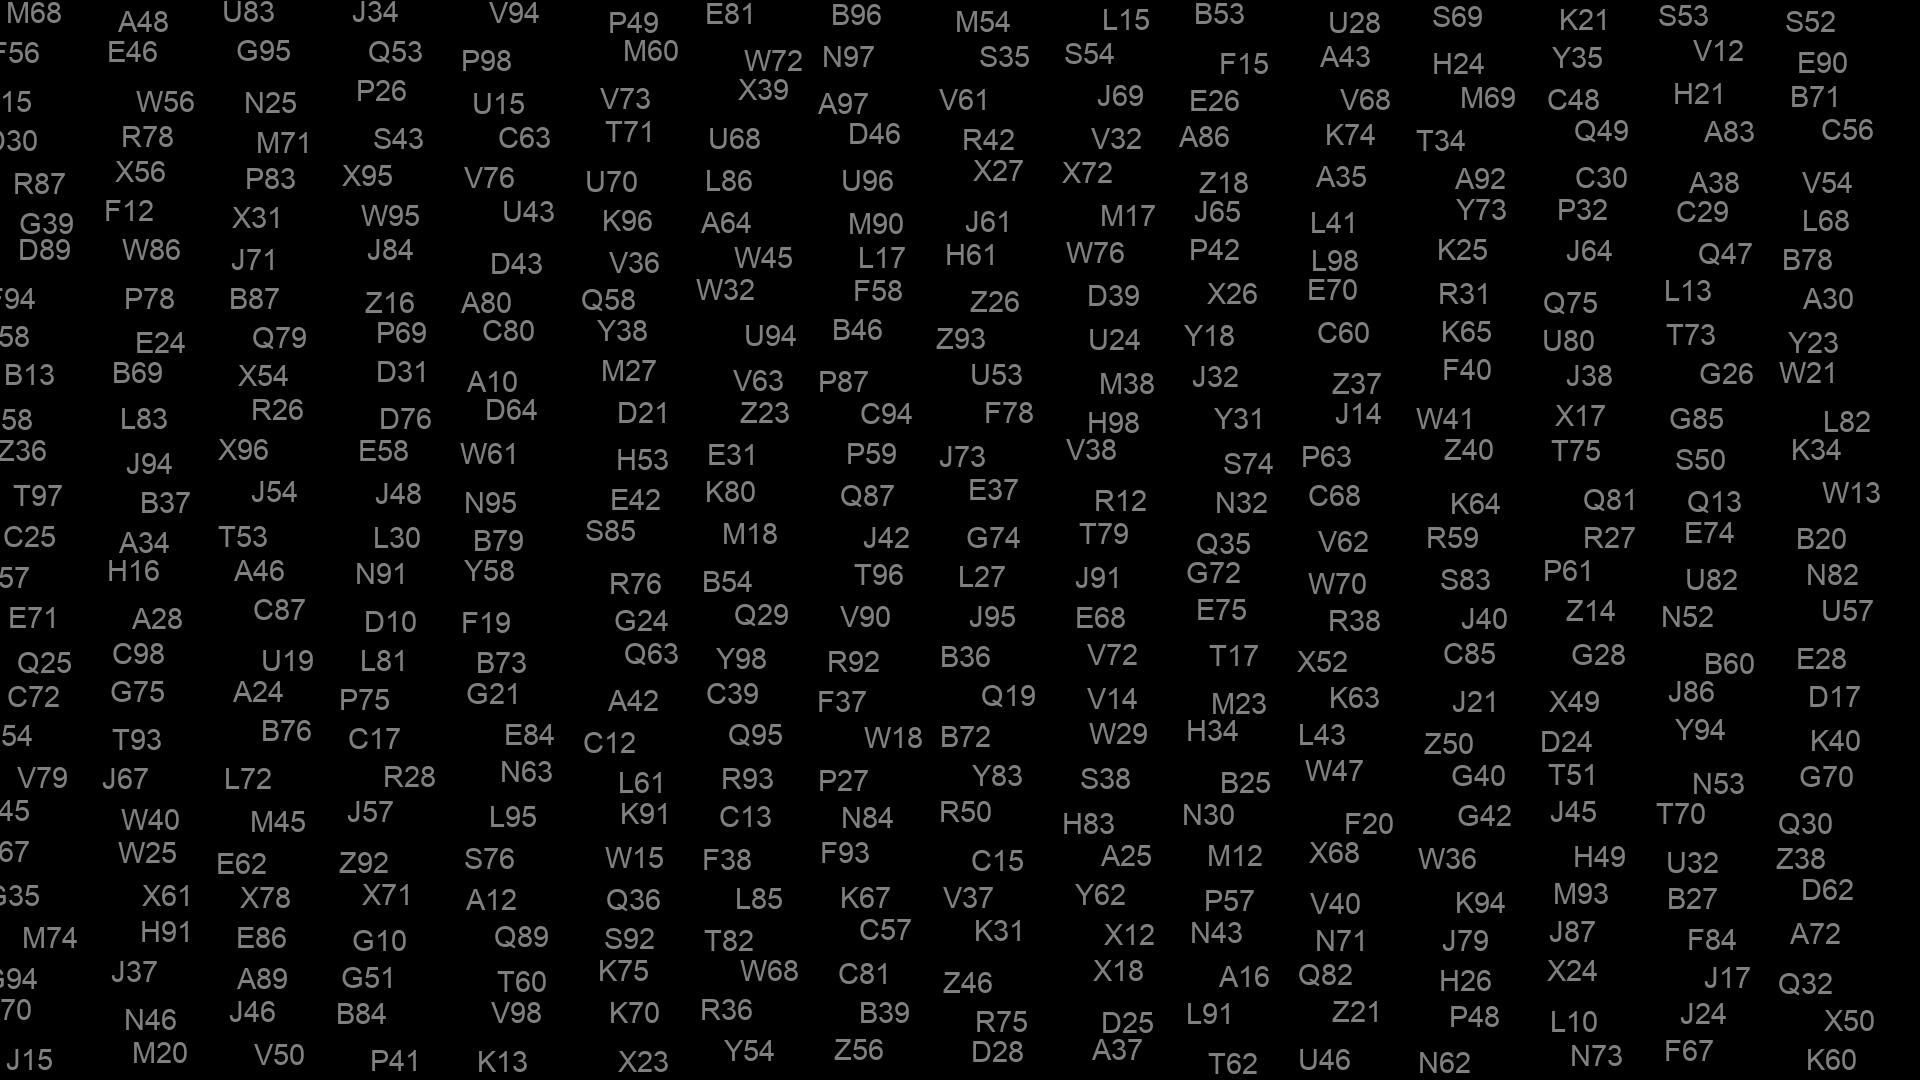 M68 A48 U83 J34 V94 P49 E81 B96 M54 L15 B53 U28 S69 K21 S53 S52
F56 E46 G95 Q53 P98 M60 W72 N97 S35 S54 F15 A43 H24 Y35 V12 E90
15 W56 N25 P26 U15 V73 X39 A97 V61 J69 E26 V68 M69 C48 H21 B71
D30 R78 M71 S43 C63 T71 U68 D46 R42 V32 A86 K74 T34 Q49 A83 C56
R87 X56 P83 X95 V76 U70 L86 U96 X27 X72 Z18 A35 A92 C30 A38 V54
G39 F12 X31 W95 U43 K96 A64 M90 J61 M17 J65 L41 Y73 P32 C29 L68
D89 W86 J71 J84 D43 V36 W45 L17 H61 W76 P42 L98 K25 J64 Q47 B78
F94 P78 B87 Z16 A80 Q58 W32 F58 Z26 D39 X26 E70 R31 Q75 L13 A30
58 E24 Q79 P69 C80 Y38 U94 B46 Z93 U24 Y18 C60 K65 U80 T73 Y23
B13 B69 X54 D31 A10 M27 V63 P87 U53 M38 J32 Z37 F40 J38 G26 W21
58 L83 R26 D76 D64 D21 Z23 C94 F78 H98 Y31 J14 W41 X17 G85 L82
Z36 J94 X96 E58 W61 H53 E31 P59 J73 V38 S74 P63 Z40 T75 S50 K34
T97 B37 J54 J48 N95 E42 K80 Q87 E37 R12 N32 C68 K64 Q81 Q13 W13
C25 A34 T53 L30 B79 S85 M18 J42 G74 T79 Q35 V62 R59 R27 E74 B20
57 H16 A46 N91 Y58 R76 B54 T96 L27 J91 G72 W70 S83 P61 U82 N82
E71 A28 C87 D10 F19 G24 Q29 V90 J95 E68 E75 R38 J40 Z14 N52 U57
Q25 C98 U19 L81 B73 Q63 Y98 R92 B36 V72 T17 X52 C85 G28 B60 E28
C72 G75 A24 P75 G21 A42 C39 F37 Q19 V14 M23 K63 J21 X49 J86 D17
54 T93 B76 C17 E84 C12 Q95 W18 B72 W29 H34 L43 Z50 D24 Y94 K40
V79 J67 L72 R28 N63 L61 R93 P27 Y83 S38 B25 W47 G40 T51 N53 G70
45 W40 M45 J57 L95 K91 C13 N84 R50 H83 N30 F20 G42 J45 T70 Q30
67 W25 E62 Z92 S76 W15 F38 F93 C15 A25 M12 X68 W36 H49 U32 Z38
G35 X61 X78 X71 A12 Q36 L85 K67 V37 Y62 P57 V40 K94 M93 B27 D62
M74 H91 E86 G10 Q89 S92 T82 C57 K31 X12 N43 N71 J79 J87 F84 A72
G94 J37 A89 G51 T60 K75 W68 C81 Z46 X18 A16 Q82 H26 X24 J17 Q32
70 N46 J46 B84 V98 K70 R36 B39 R75 D25 L91 Z21 P48 L10 J24 X50
J15 M20 V50 P41 K13 X23 Y54 Z56 D28 A37 T62 U46 N62 N73 F67 K60